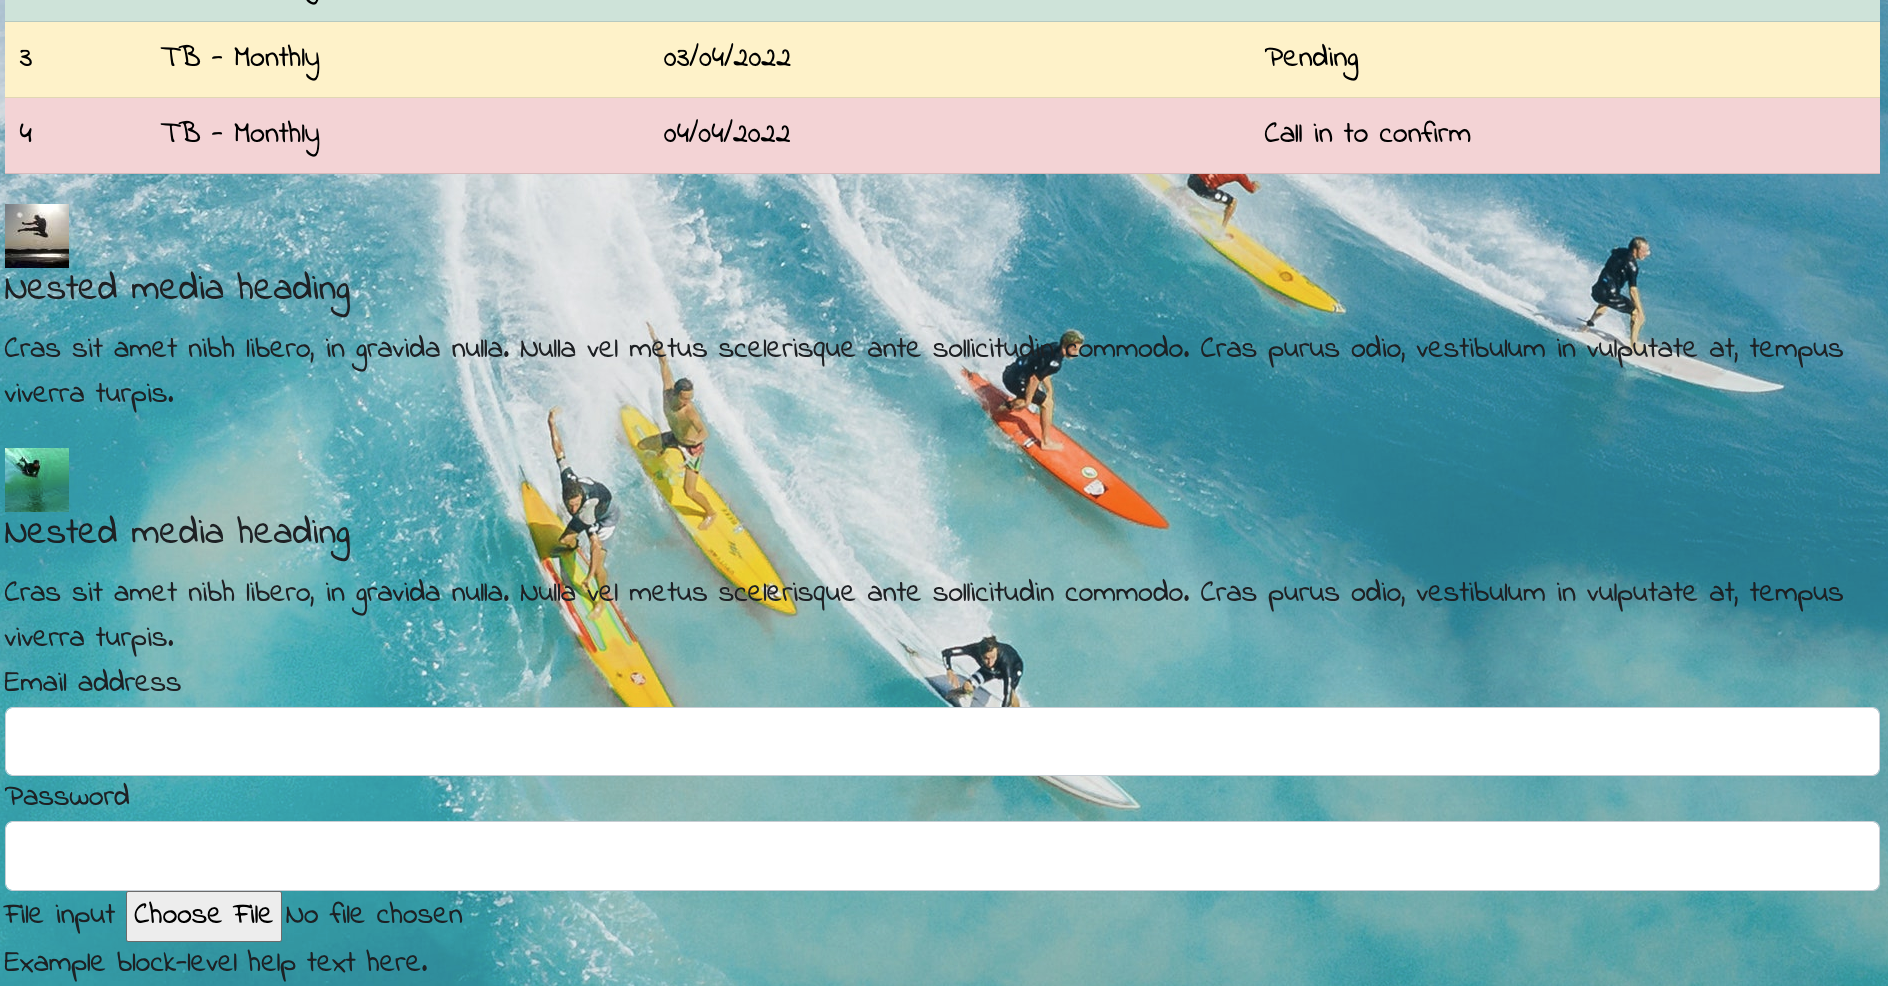 3 TB - Monthly 03/04/2022 Pending
4 TB - Monthly 04/04/2022 Call in to confirm
Nested media heading
Cras sit amet nibh libero, in gravida nulla. Nulla vel metus scelerisque ante sollicitudin commodo. Cras purus odio, vestibulum in vulputate at, tempus
viverra turpis.
Nested media heading
Cras sit amet nibh libero, in gravida nulla. Nulla vel metus scelerisque ante sollicitudin commodo. Cras purus odio, vestibulum in vulputate at, tempus
viverra turpis.
Email address
Password
File input Choose File No file chosen
Example block-level help text here.